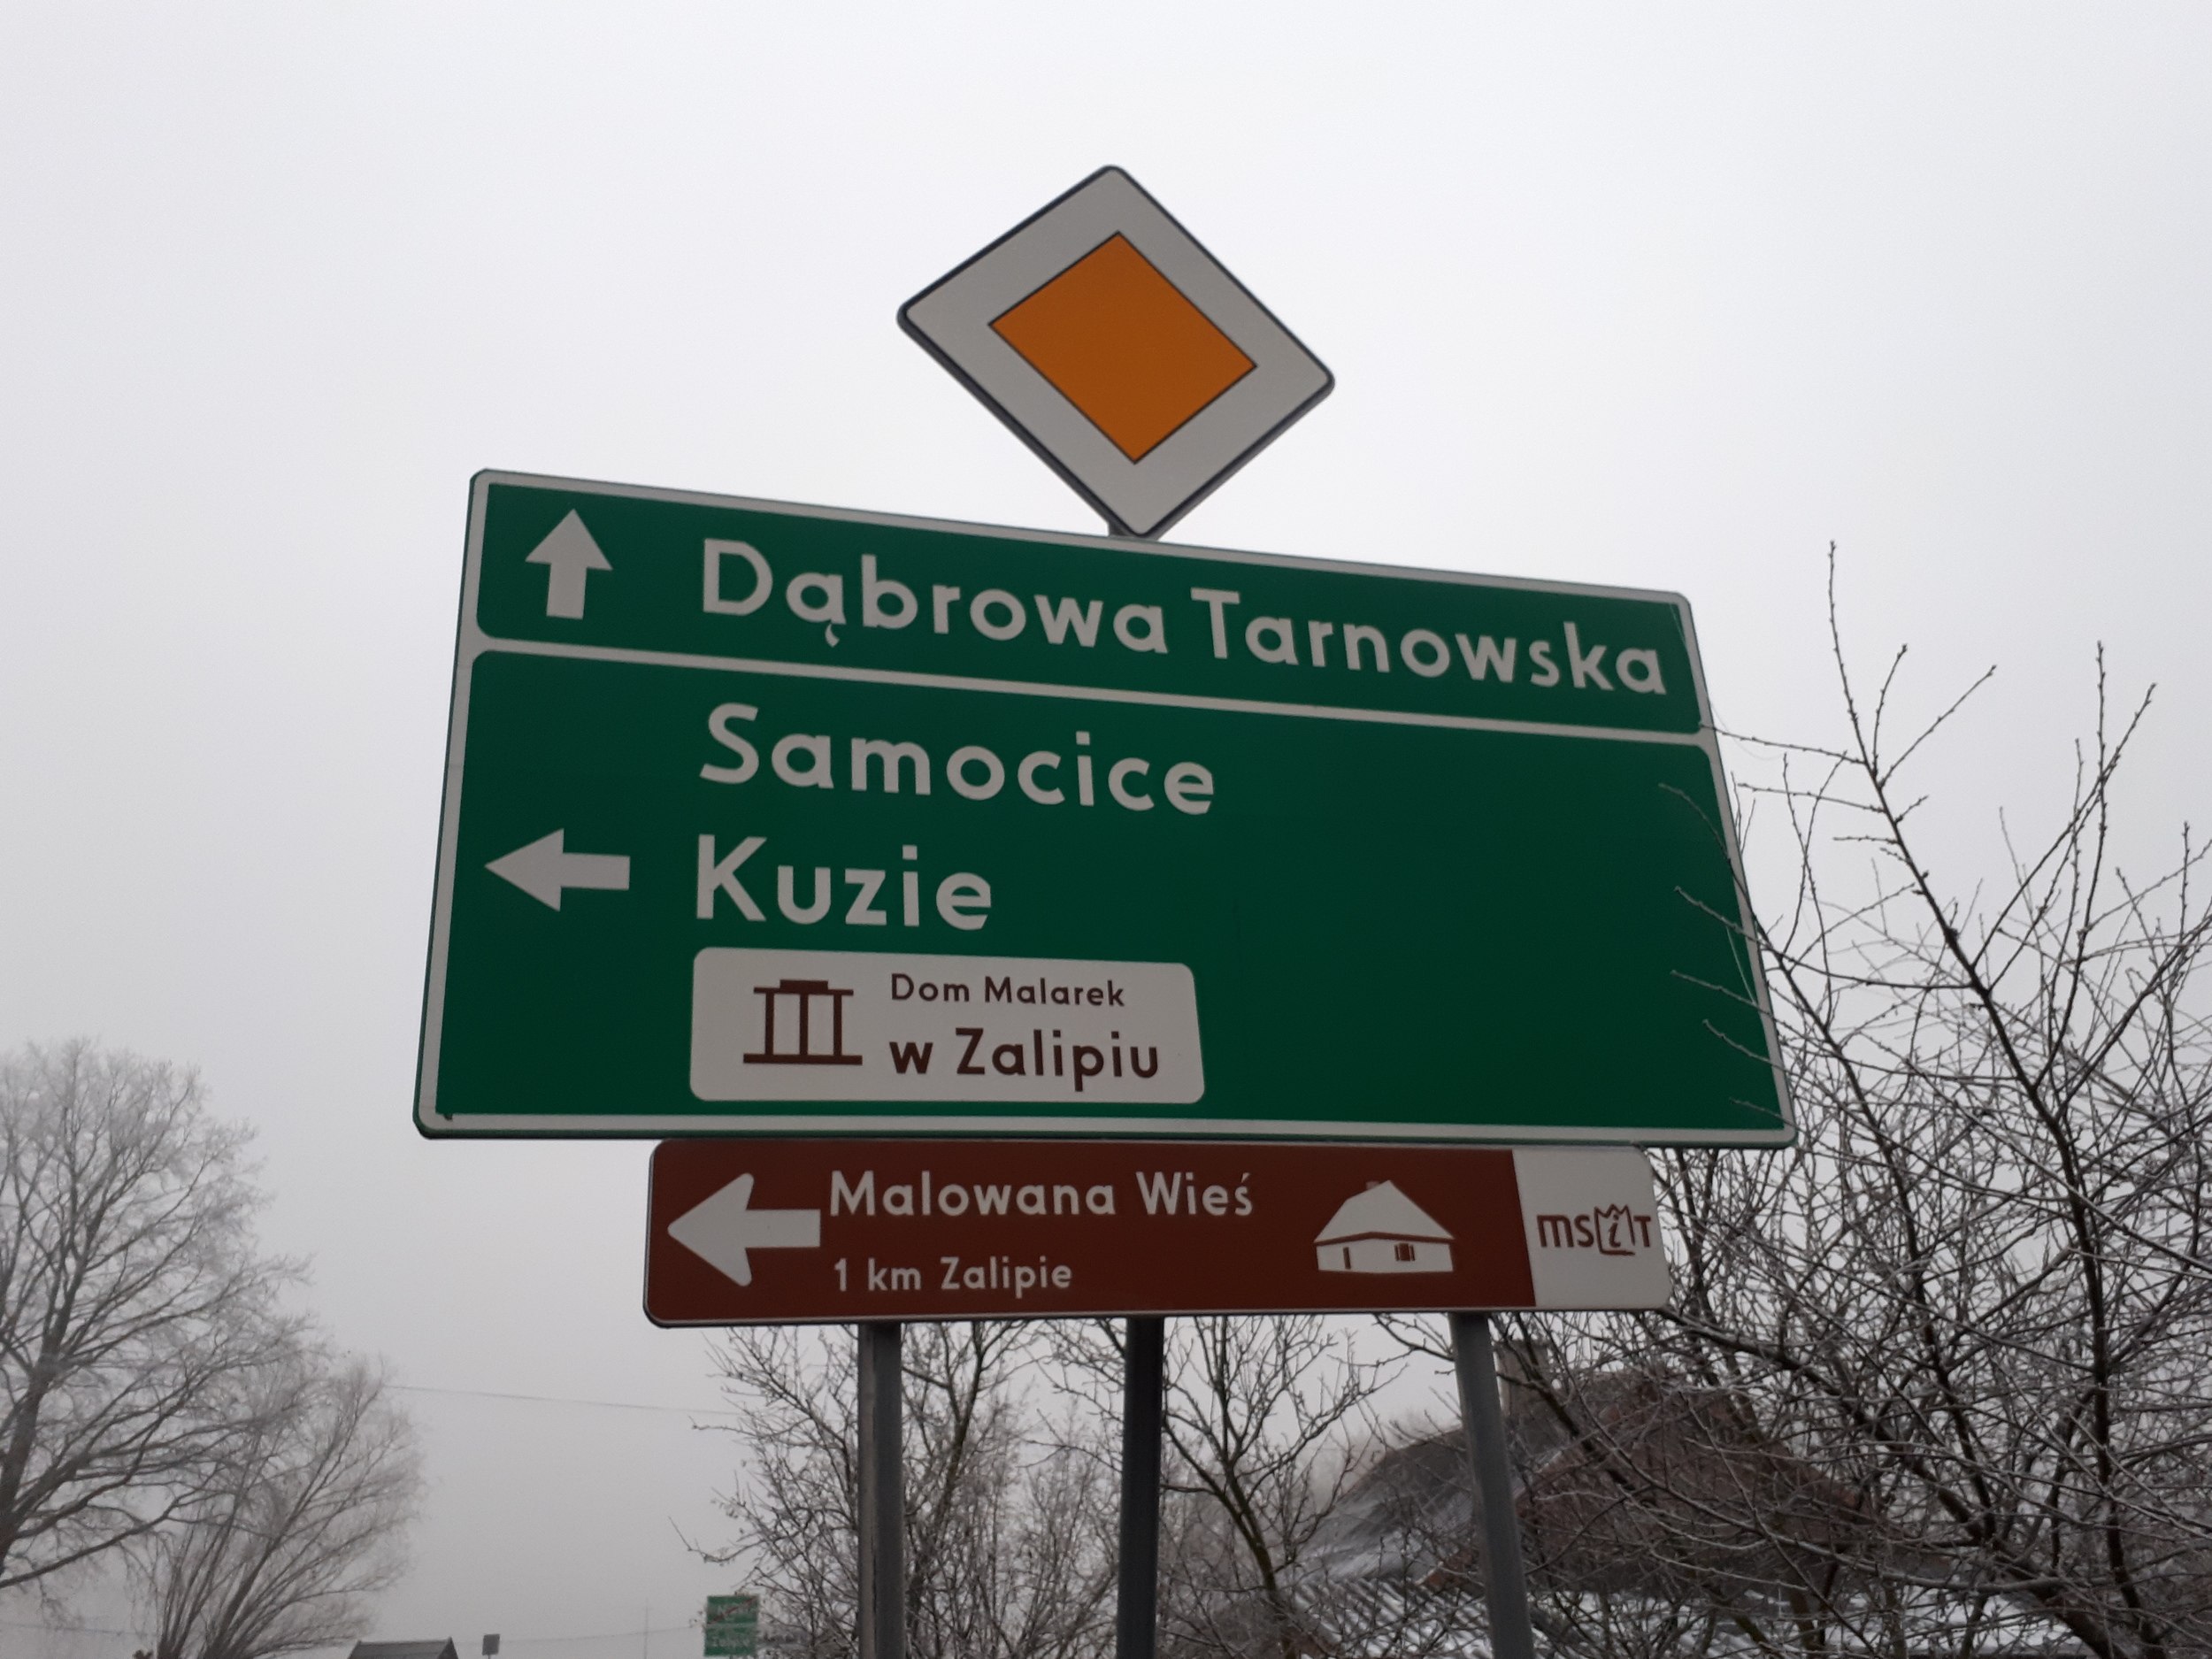 Dąbrowa Tarnowska
Samocice
Kuzie
Dom Malarek
w Zalipiu
Malowana Wieś
1 km Zalipie
msiT